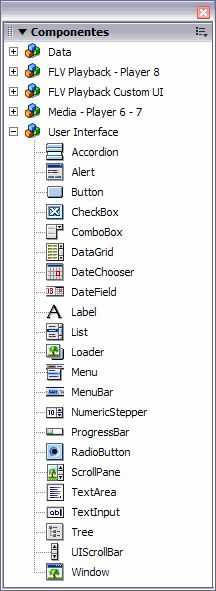 Componentes
Data
FLV Playback - Player 8
FLV Playback Custom UI
Media - Player 6 - 7
User Interface
Accordion
Alert
Button
CheckBox
ComboBox
DataGrid
DateChooser
DateField
Label
List
Loader
Menu
MenuBar
NumericStepper
ProgressBar
RadioButton
ScrollPane
TextArea
TextInput
Tree
UIScrollBar
Window